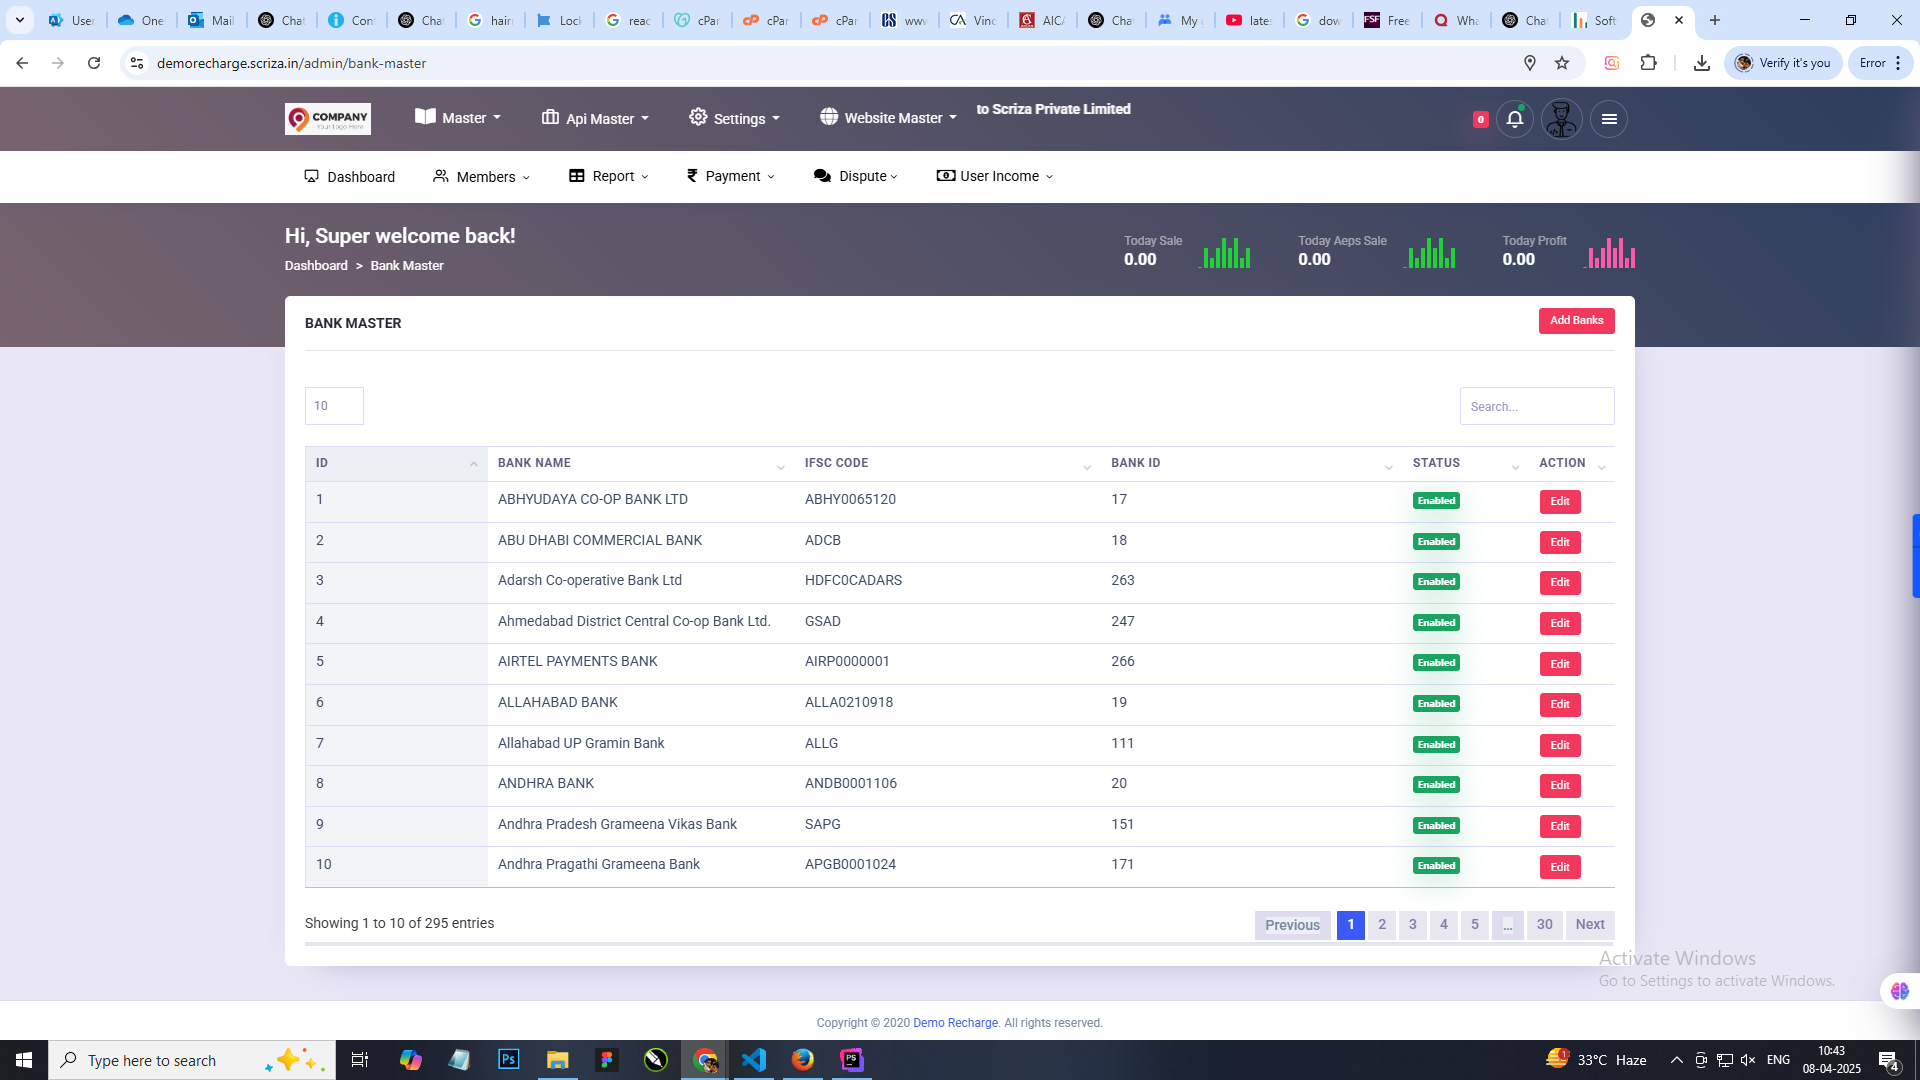 User
One
Mail
Chat
Con
Chat
hair
Lock
reac
cPar
cPar
cPar
www
Vinc
AICA
Chat
My
late
dow
Free
Wha
Chat
Soft
demorecharge.scriza.in/admin/bank-master
Verify it's you
Error
COMPANY
Your Logo Here
Master
Api Master
Settings
Website Master
to Scriza Private Limited
0
Dashboard
Members
Report
Payment
Dispute
User Income
Hi, Super welcome back!
Dashboard > Bank Master
Today Sale
0.00
Today Aeps Sale
0.00
Today Profit
0.00
BANK MASTER
Add Banks
10
Search...
ID BANK NAME IFSC CODE BANK ID STATUS ACTION
1 ABHYUDAYA CO-OP BANK LTD ABHY0065120 17 Enabled Edit
2 ABU DHABI COMMERCIAL BANK ADCB 18 Enabled Edit
3 Adarsh Co-operative Bank Ltd HDFC0CADARS 263 Enabled Edit
4 Ahmedabad District Central Co-op Bank Ltd. GSAD 247 Enabled Edit
5 AIRTEL PAYMENTS BANK AIRP0000001 266 Enabled Edit
6 ALLAHABAD BANK ALLA0210918 19 Enabled Edit
7 Allahabad UP Gramin Bank ALLG 111 Enabled Edit
8 ANDHRA BANK ANDB0001106 20 Enabled Edit
9 Andhra Pradesh Grameena Vikas Bank SAPG 151 Enabled Edit
10 Andhra Pragathi Grameena Bank APGB0001024 171 Enabled Edit
Showing 1 to 10 of 295 entries
Previous 1 2 3 4 5 ... 30 Next
Activate Windows
Go to Settings to activate Windows.
Copyright © 2020 Demo Recharge. All rights reserved.
Type here to search
33°C Haze
ENG
10:43
08-04-2025
4